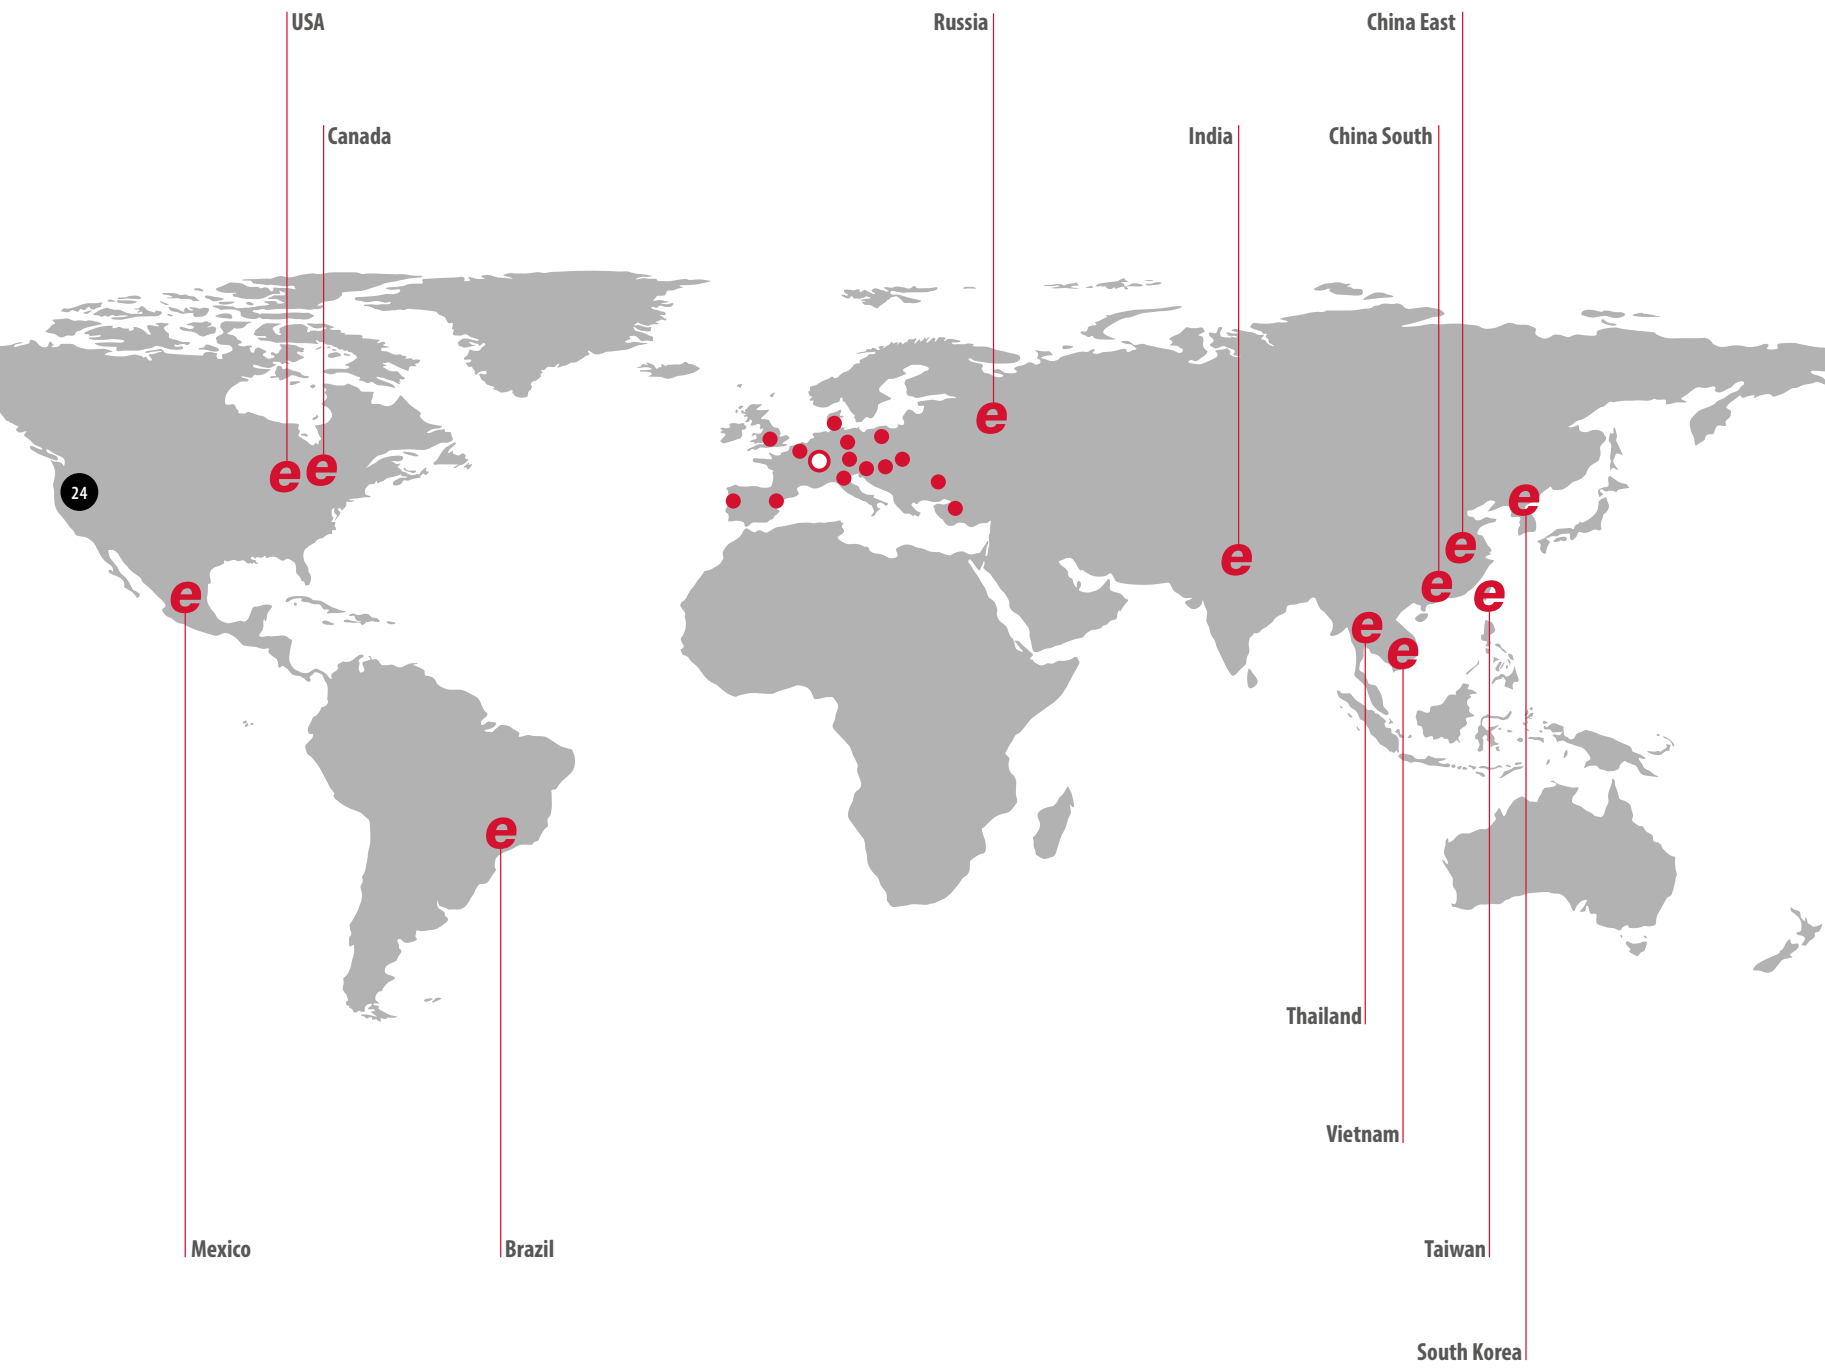 USA
Russia
China East
Canada
India
China South
e
e
e
24
e
e
e
e
e
e
e
e
e
e
Thailand
Vietnam
Mexico
Brazil
Taiwan
South Korea